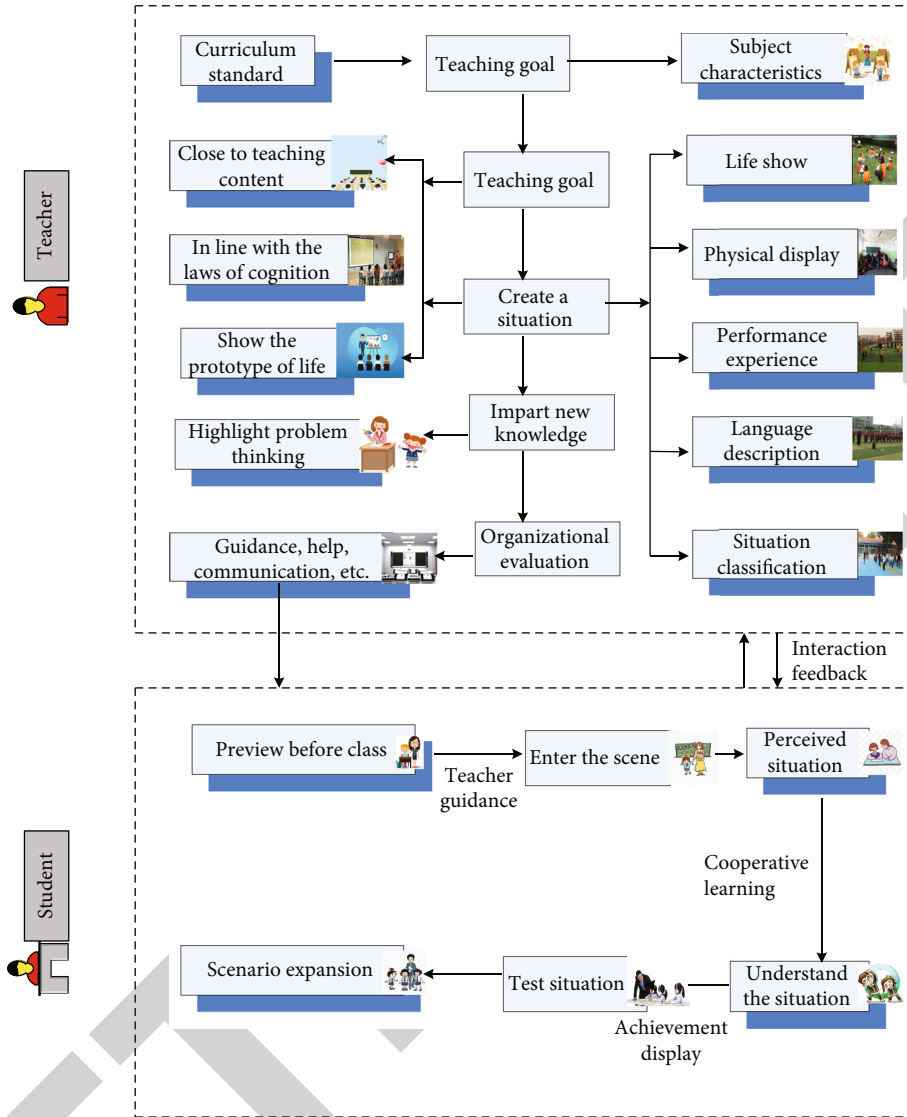 Curriculum
standard
Teaching goal
Subject
characteristics
Close to teaching
content
Teaching goal
Life show
Teacher
In line with the
laws of cognition
Create a
situation
Physical display
Show the
prototype of life
Performance
experience
Highlight problem
thinking
Impart new
knowledge
Language
description
Guidance, help,
communication, etc.
Organizational
evaluation
Situation
classification
Interaction
feedback
Preview before class
Teacher
guidance
Enter the scene
Perceived
situation
Student
Cooperative
learning
Scenario expansion
Test situation
Achievement
display
Understand
the situation